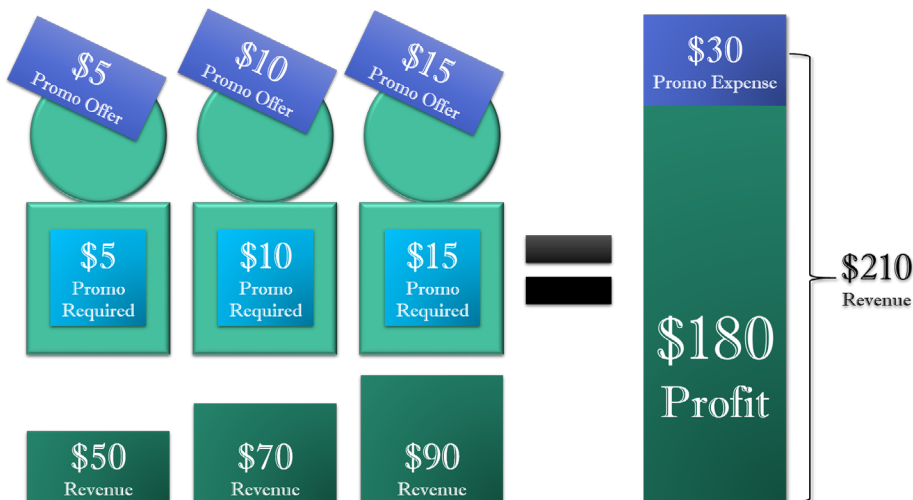 $5
Promo Offer
$10
Promo Offer
$15
Promo Offer
$5
Promo
Required
$10
Promo
Required
$15
Promo
Required
$50
Revenue
$70
Revenue
$90
Revenue
$30
Promo Expense
$180
Profit
$210
Revenue